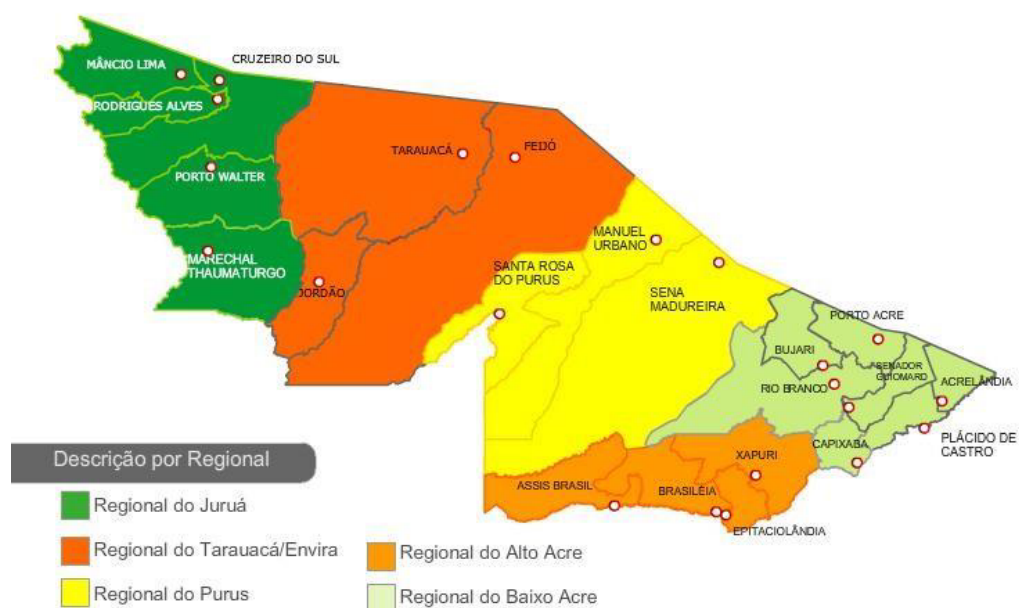 MÂNCIO LIMA
CRUZEIRO DO SUL
RODRIGUES ALVES
TARAUACÁ
FEIJÓ
PORTO WALTER
MARECHAL
THAUMATURGO
JORDÃO
MANUEL
URBANO
SANTA ROSA
DO PURUS
SENA
MADUREIRA
PORTO ACRE
BUJARI
SENADOR
GUIOMARD
RIO BRANCO
ACRELÂNDIA
PLÁCIDO DE
CASTRO
CAPIXABA
XAPURI
ASSIS BRASIL
BRASILÉIA
EPITACIOLÂNDIA
Descrição por Regional
Regional do Juruá
Regional do Tarauacá/Envira
Regional do Purus
Regional do Alto Acre
Regional do Baixo Acre